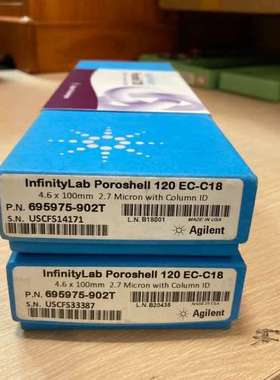 InfinityLab Poroshell 120 EC-C18
4.6 x 100mm 2.7 Micron with Column ID
P.N. 695975-902T
S.N. USCFS14171
L.N. B18001
MADE IN USA
Agilent
InfinityLab Poroshell 120 EC-C18
4.6 x 100mm 2.7 Micron with Column ID
P.N. 695975-902T
S.N. USCFS33387
L.N. B20435
MADE IN USA
Agilent